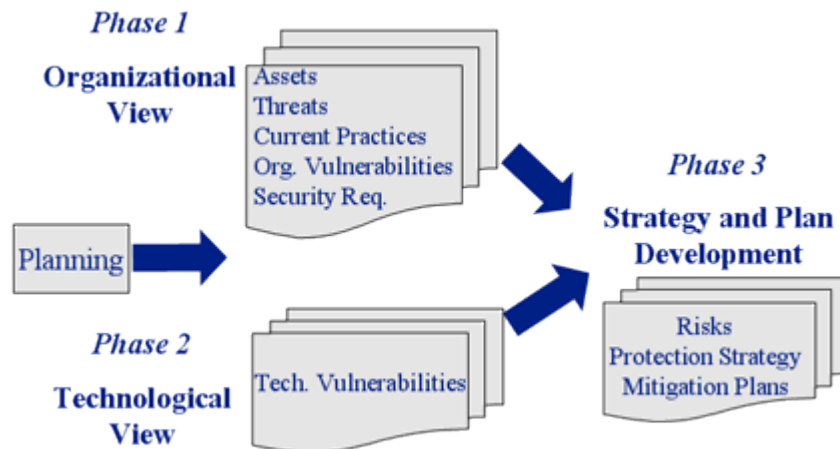 Phase 1
Organizational
View
Assets
Threats
Current Practices
Org. Vulnerabilities
Security Req.
Planning
Phase 2
Technological
View
Tech. Vulnerabilities
Phase 3
Strategy and Plan
Development
Risks
Protection Strategy
Mitigation Plans